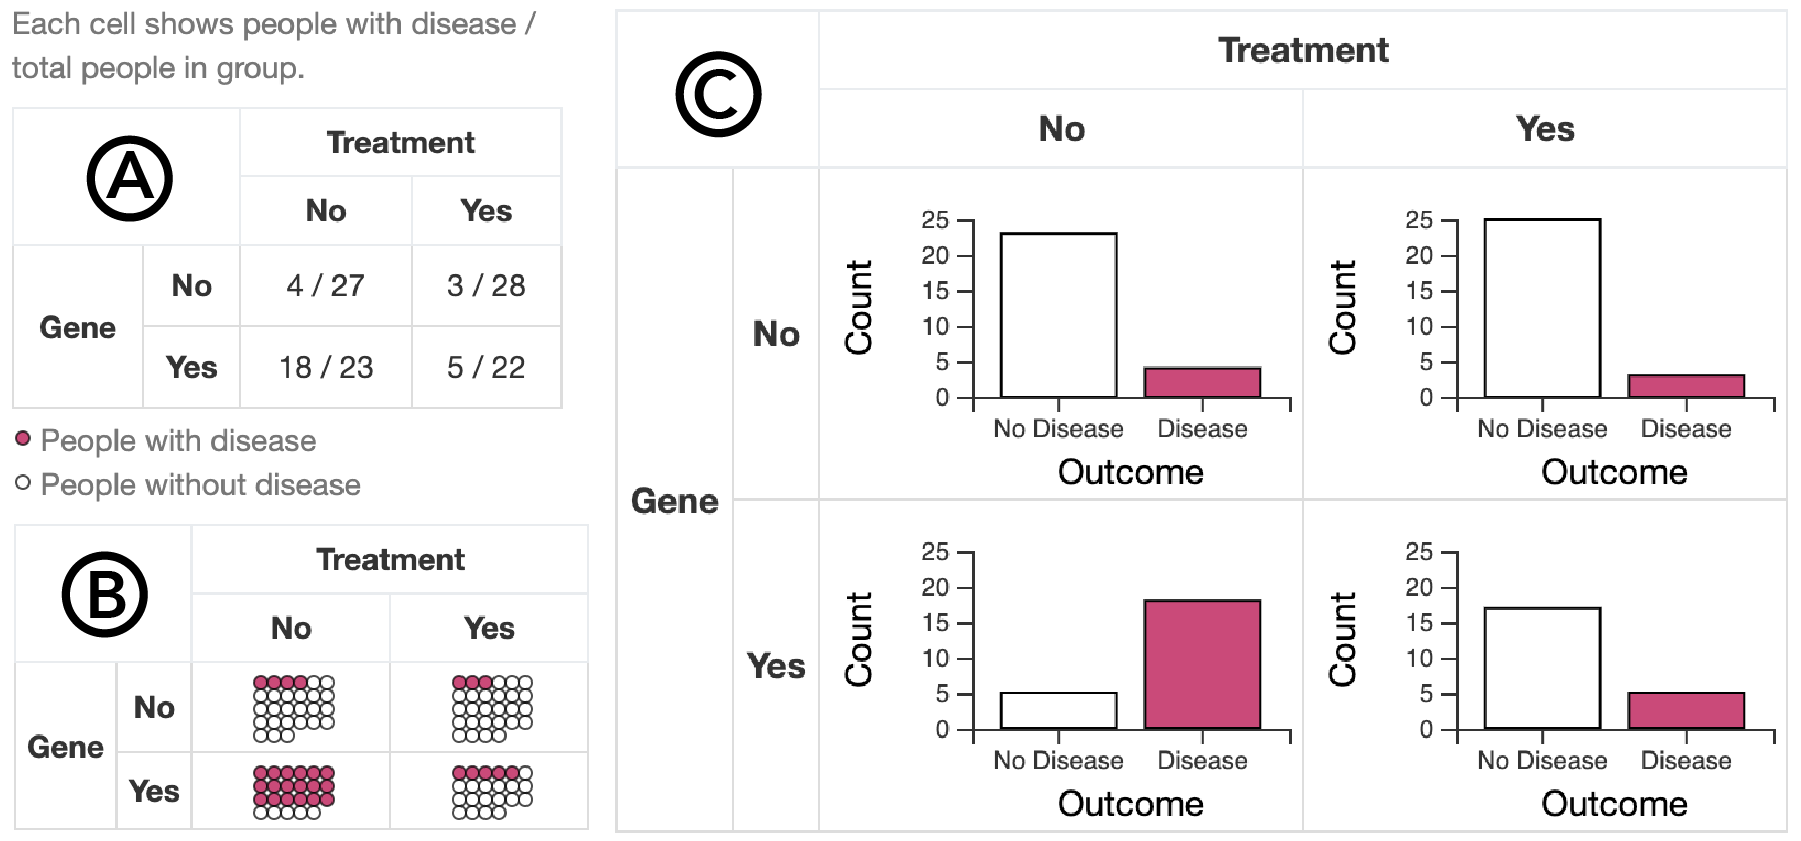 Each cell shows people with disease /
total people in group.
A
Treatment
No Yes
Gene
No 4 / 27 3 / 28
Yes 18 / 23 5 / 22
People with disease
People without disease
B
Treatment
No Yes
Gene
No
Yes
C
Treatment
No Yes
Gene
No
Count
25
20
15
10
5
0
No Disease Disease
Outcome
Count
25
20
15
10
5
0
No Disease Disease
Outcome
Yes
Count
25
20
15
10
5
0
No Disease Disease
Outcome
Count
25
20
15
10
5
0
No Disease Disease
Outcome